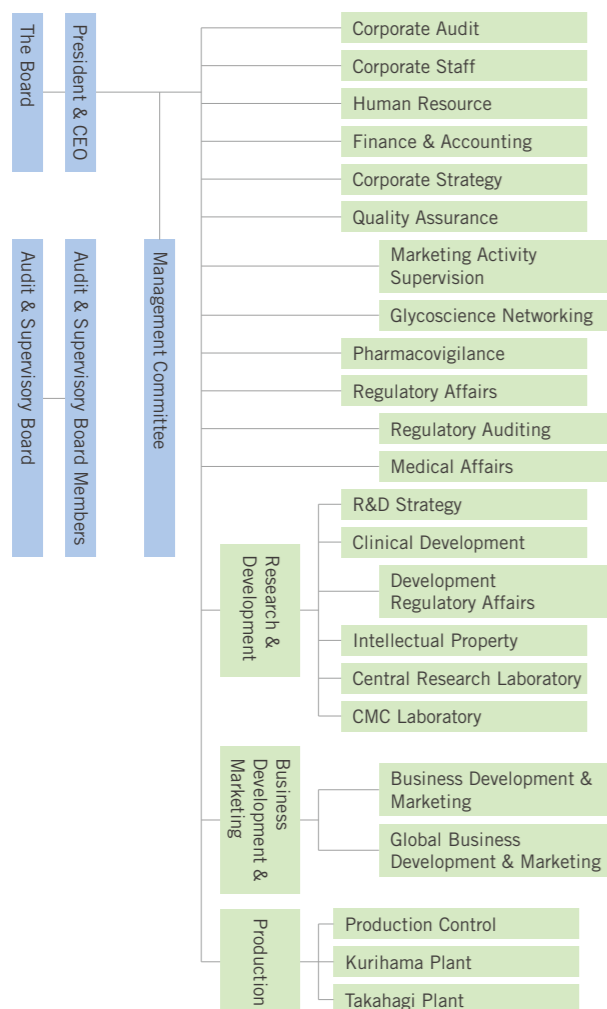 The Board
President & CEO
Audit & Supervisory Board
Audit & Supervisory Board Members
Management Committee
Corporate Audit
Corporate Staff
Human Resource
Finance & Accounting
Corporate Strategy
Quality Assurance
Marketing Activity
Supervision
Glycoscience Networking
Pharmacovigilance
Regulatory Affairs
Regulatory Auditing
Medical Affairs
Research &
Development
R&D Strategy
Clinical Development
Development
Regulatory Affairs
Intellectual Property
Central Research Laboratory
CMC Laboratory
Business
Development &
Marketing
Business Development &
Marketing
Global Business
Development & Marketing
Production
Production Control
Kurihama Plant
Takahagi Plant